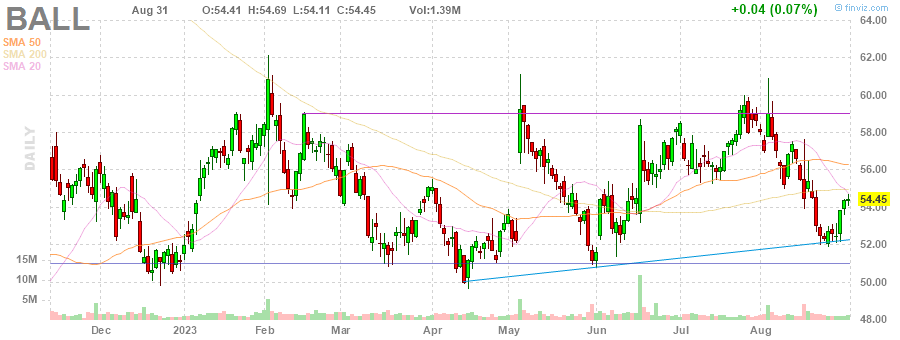 BALL
Aug 31 O:54.41 H:54.69 L:54.11 C:54.45 Vol:1.39M +0.04 (0.07%) finviz.com
SMA 50
SMA 200
SMA 20
DAILY
64.00
62.00
60.00
58.00
56.00
54.45
54.00
52.00
50.00
48.00
15M
10M
5M
Dec 2023 Feb Mar Apr May Jun Jul Aug